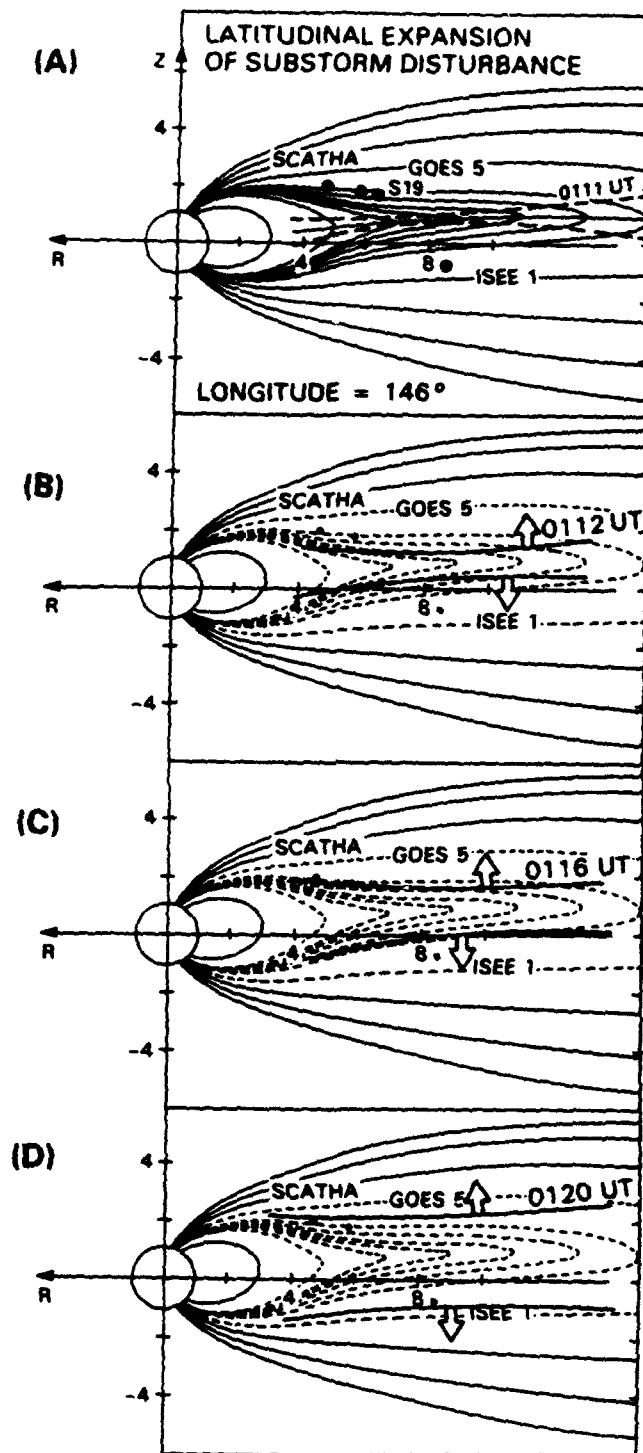 (A)
LATITUDINAL EXPANSION
OF SUBSTORM DISTURBANCE
Z
4
SCATHA
GOES 5
S19
0111 UT
R
4
8
ISEE 1
-4
LONGITUDE = 146°
(B)
4
SCATHA
GOES 5
0112 UT
R
4
8
ISEE 1
-4
(C)
4
SCATHA
GOES 5
0116 UT
R
4
8
ISEE 1
-4
(D)
4
SCATHA
GOES 5
0120 UT
R
4
8
ISEE 1
-4